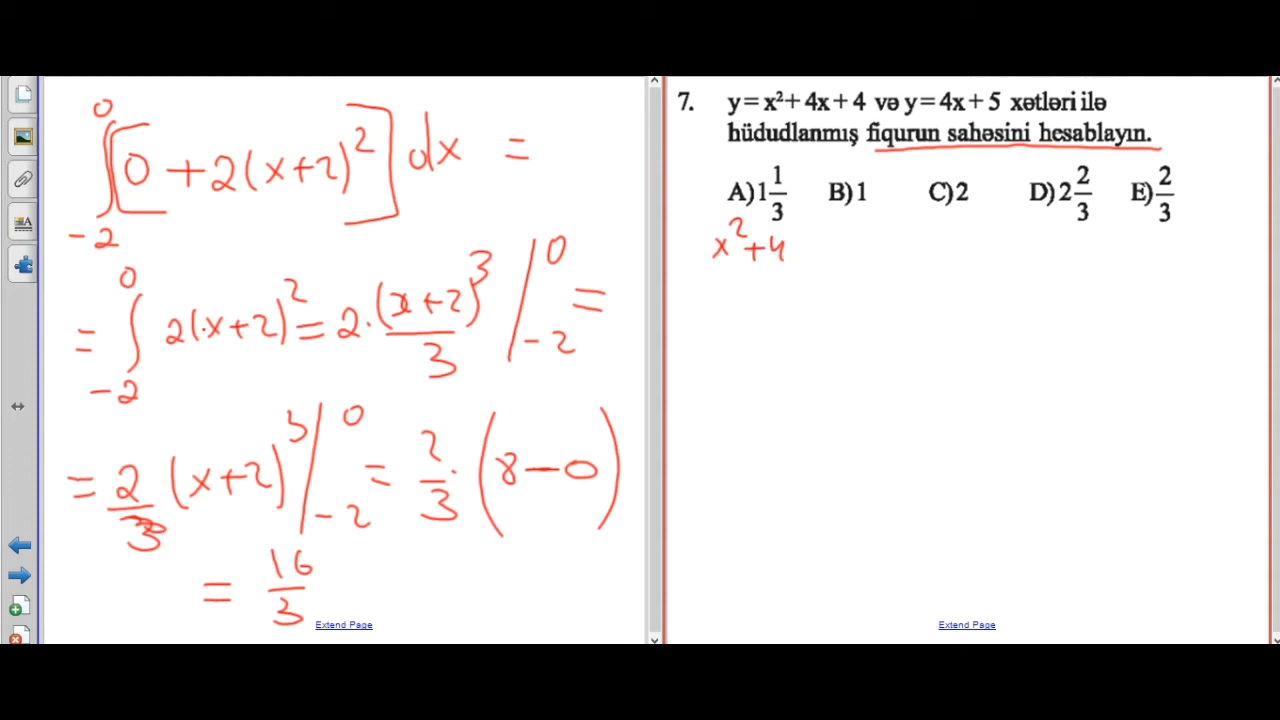 0
∫[0 + 2(x+2)² ] dx =
-2
0
= ∫ 2(x+2)² = 2 · (x+2)³/3 | 0 =
-2 -2
= 2/3 (x+2)³ | 0 = 2/3 · (8 - 0)
-2
= 16/3
Extend Page
7. y = x² + 4x + 4 və y = 4x + 5 xətləri ilə
hüdudlanmış fiqurun sahəsini hesablayın.
A) 1 1/3 B) 1 C) 2 D) 2 2/3 E) 2/3
x² + 4
Extend Page